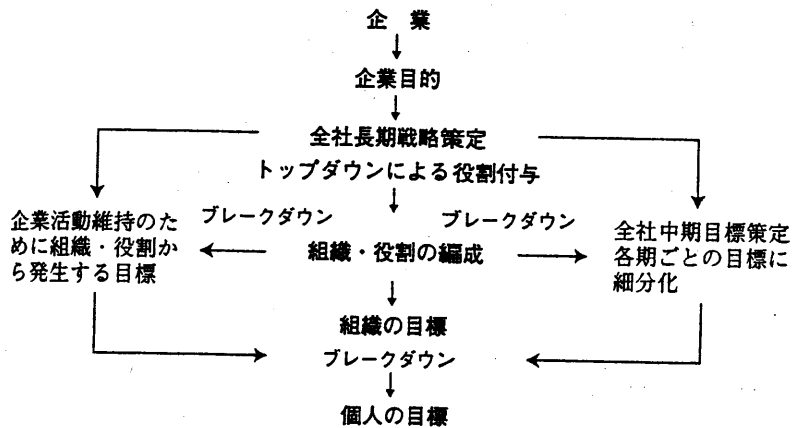 企 業
企業目的
全社長期戦略策定
トップダウンによる役割付与
ブレークダウン
ブレークダウン
企業活動維持のた
めに組織・役割か
ら発生する目標
組織・役割の編成
全社中期目標策定
各期ごとの目標に
細分化
組織の目標
ブレークダウン
個人の目標